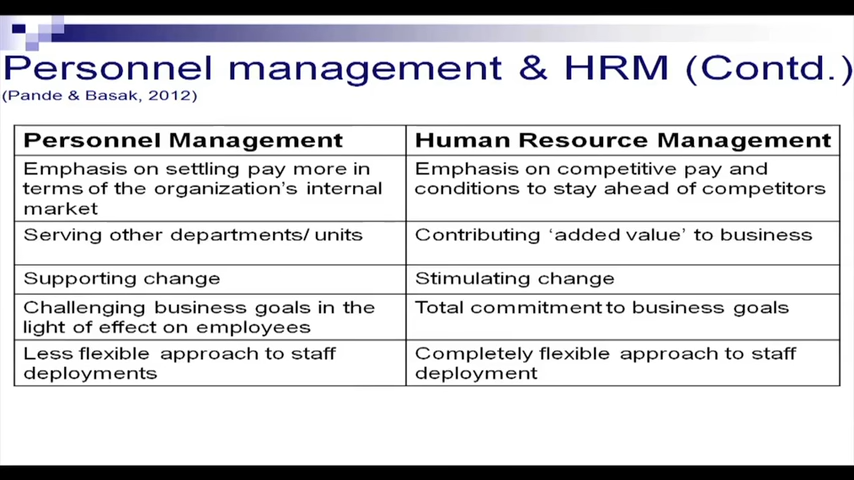 Personnel management & HRM (Contd.)
(Pande & Basak, 2012)
Personnel Management
Human Resource Management
Emphasis on settling pay more in
terms of the organization's internal
market
Emphasis on competitive pay and
conditions to stay ahead of competitors
Serving other departments/ units
Contributing ‘added value’ to business
Supporting change
Stimulating change
Challenging business goals in the
light of effect on employees
Total commitment to business goals
Less flexible approach to staff
deployments
Completely flexible approach to staff
deployment